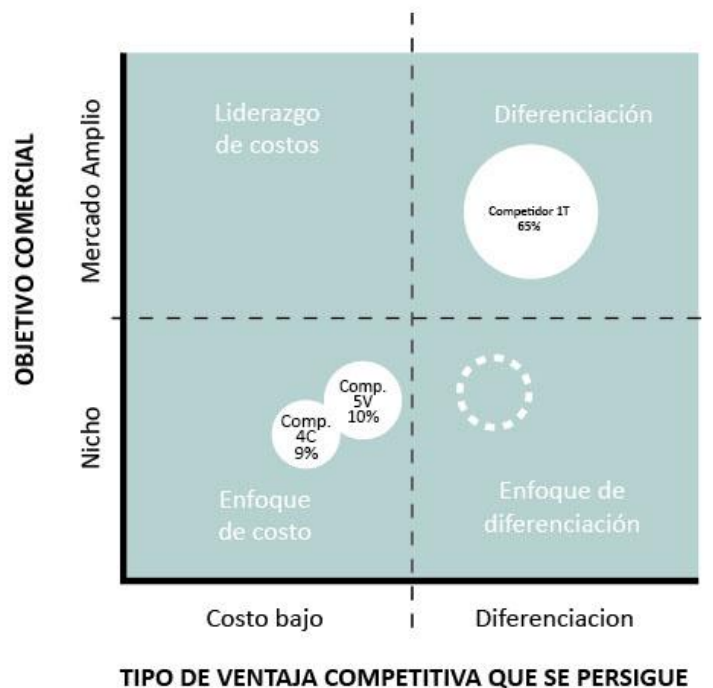 OBJETIVO COMERCIAL
Mercado Amplio
Nicho
Liderazgo
de costos
Diferenciación
Competidor 1T
65%
Comp.
5V
10%
Comp.
4C
9%
Enfoque
de costo
Enfoque de
diferenciación
Costo bajo
Diferenciacion
TIPO DE VENTAJA COMPETITIVA QUE SE PERSIGUE